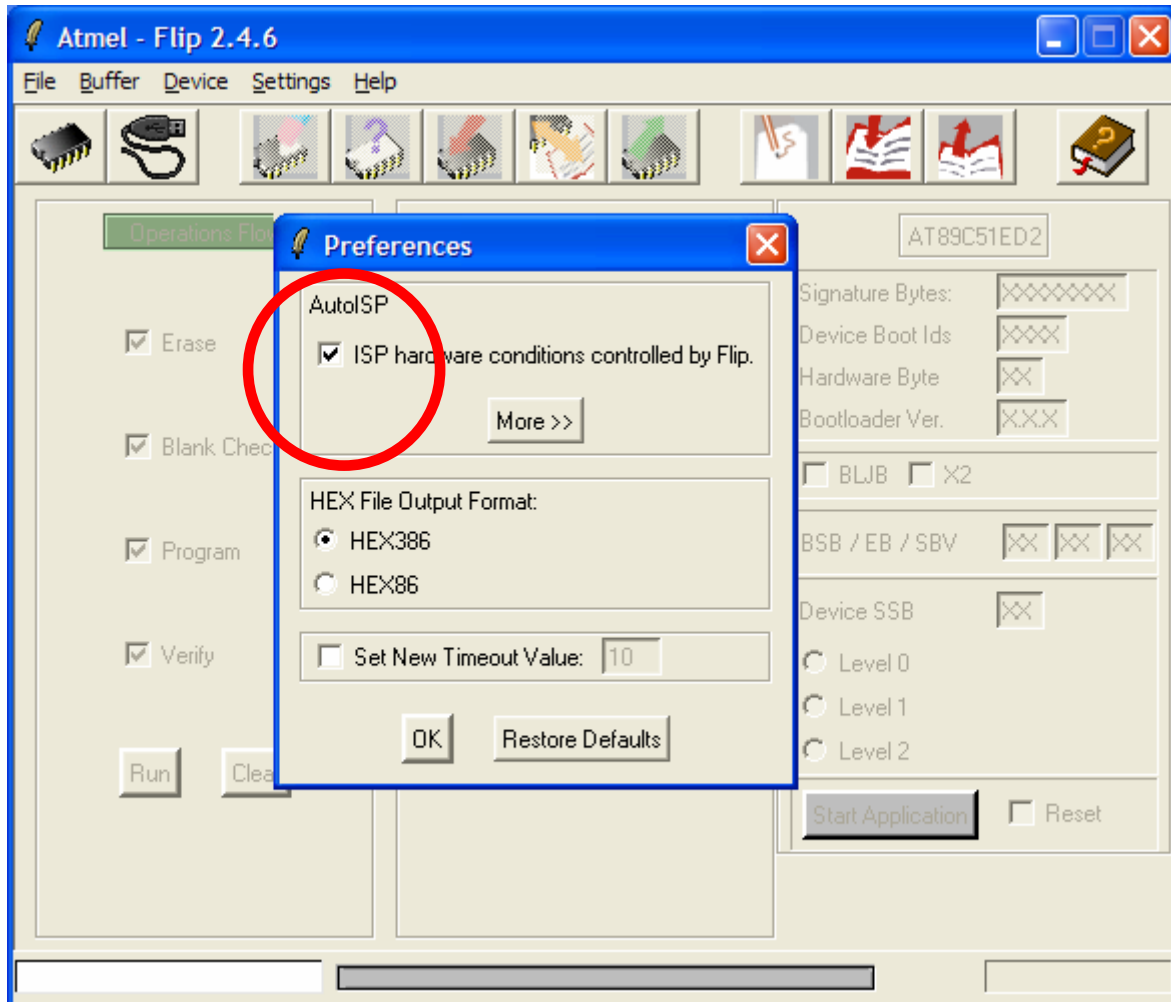 Atmel - Flip 2.4.6
File Buffer Device Settings Help
Operations Flo
Erase
Blank Chec
Program
Verify
Run Clea
Preferences
AutoISP
ISP hardware conditions controlled by Flip.
More >>
HEX File Output Format:
HEX386
HEX86
Set New Timeout Value: 10
OK Restore Defaults
AT89C51ED2
Signature Bytes: XXXXXXXX
Device Boot Ids XXXX
Hardware Byte XX
Bootloader Ver. X.X.X
BLJB X2
BSB / EB / SBV XX XX XX
Device SSB XX
Level 0
Level 1
Level 2
Start Application Reset